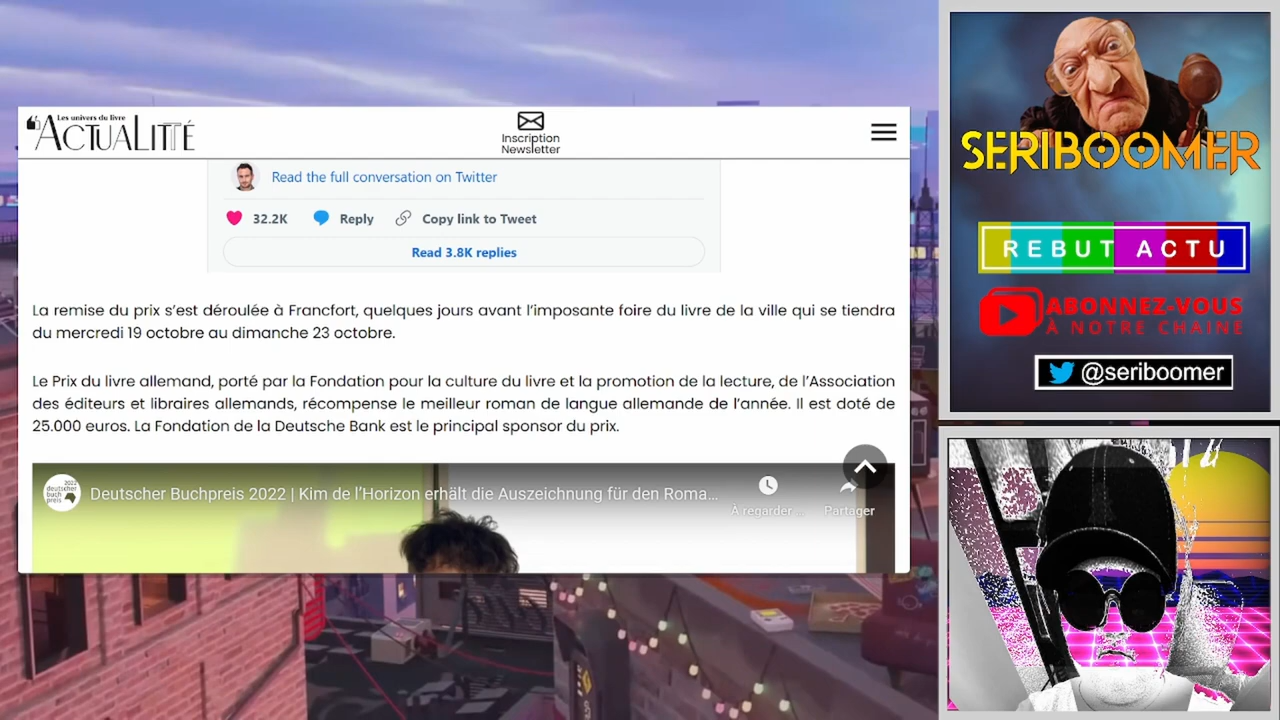 Les univers du livre
ActuaLitté
Inscription
Newsletter
Read the full conversation on Twitter
32.2K Reply Copy link to Tweet
Read 3.8K replies
La remise du prix s’est déroulée à Francfort, quelques jours avant l’imposante foire du livre de la ville qui se tiendra
du mercredi 19 octobre au dimanche 23 octobre.
Le Prix du livre allemand, porté par la Fondation pour la culture du livre et la promotion de la lecture, de l’Association
des éditeurs et libraires allemands, récompense le meilleur roman de langue allemande de l’année. Il est doté de
25.000 euros. La Fondation de la Deutsche Bank est le principal sponsor du prix.
2022
deutscher
buch
preis
Deutscher Buchpreis 2022 | Kim de l’Horizon erhält die Auszeichnung für den Roma...
À regarder ...
Partager
SERIBOOMER
REBUT ACTU
ABONNEZ-VOUS
À NOTRE CHAINE
@seriboomer